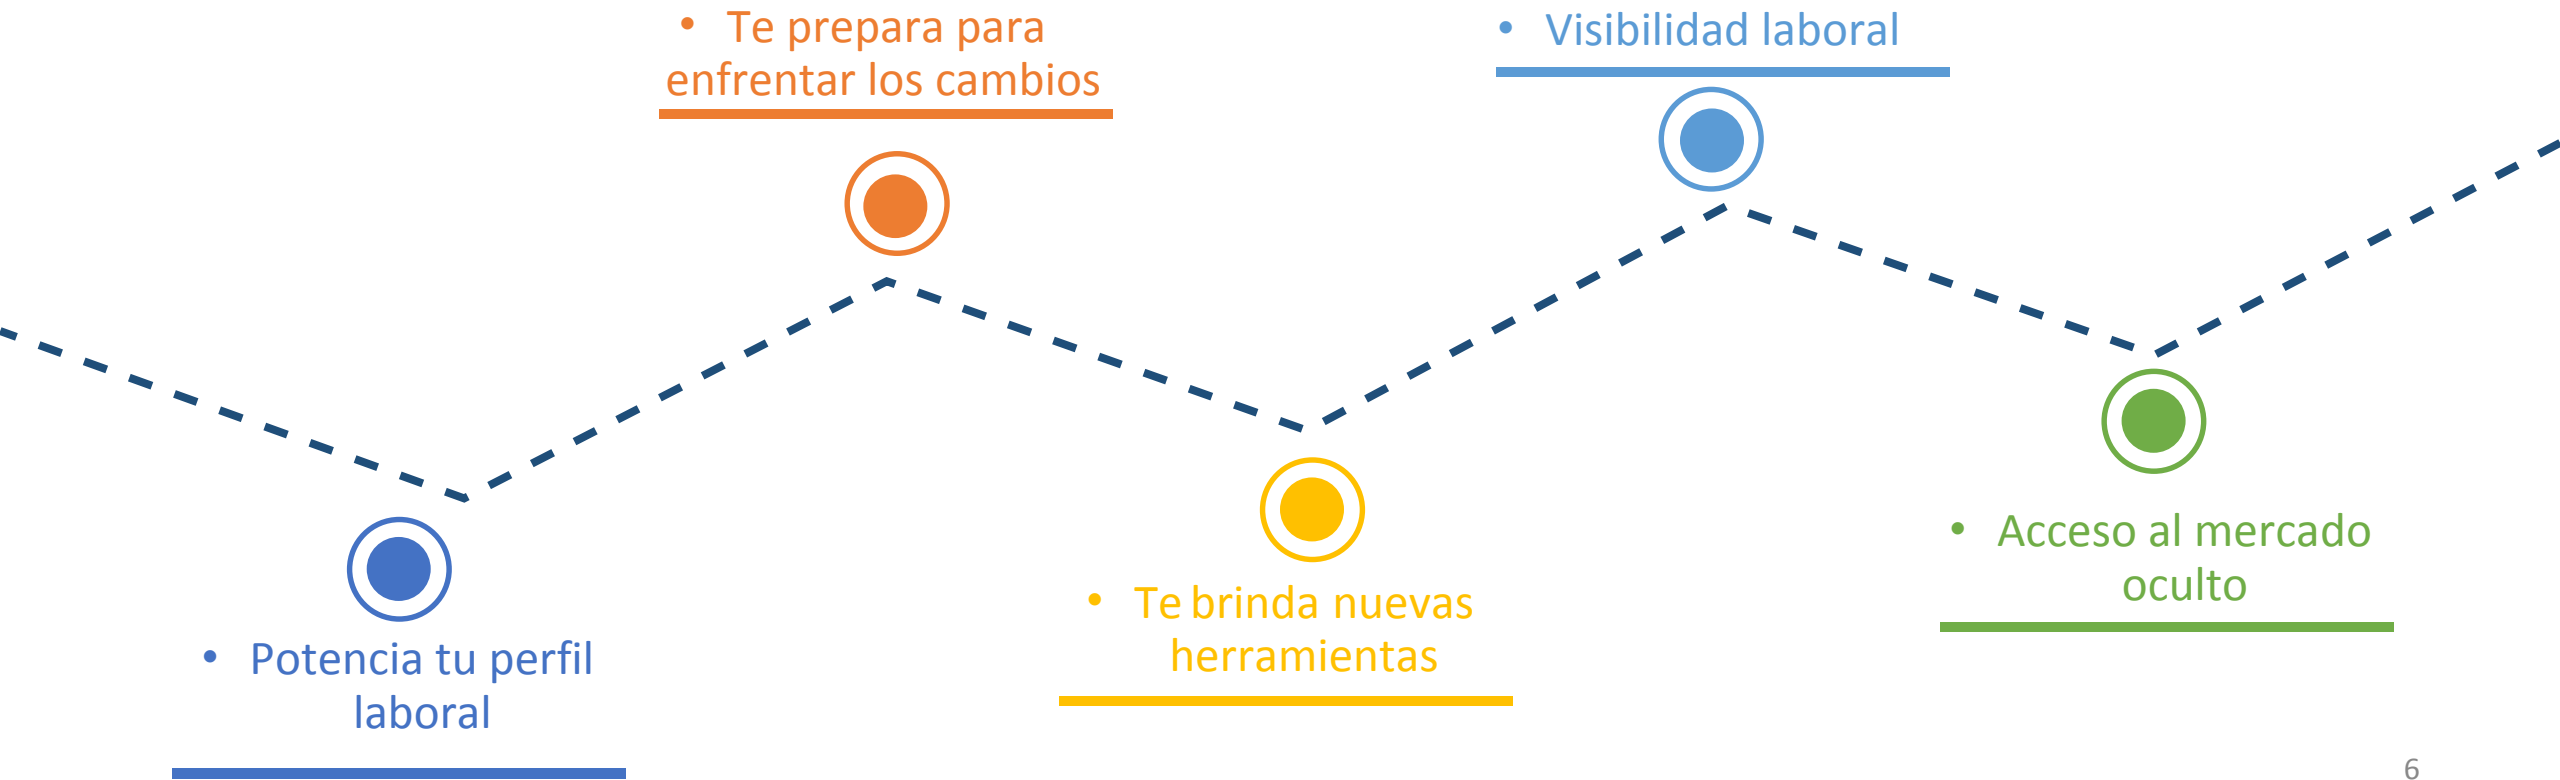 • Te prepara para
enfrentar los cambios
• Visibilidad laboral
• Acceso al mercado
oculto
• Te brinda nuevas
herramientas
• Potencia tu perfil
laboral
6